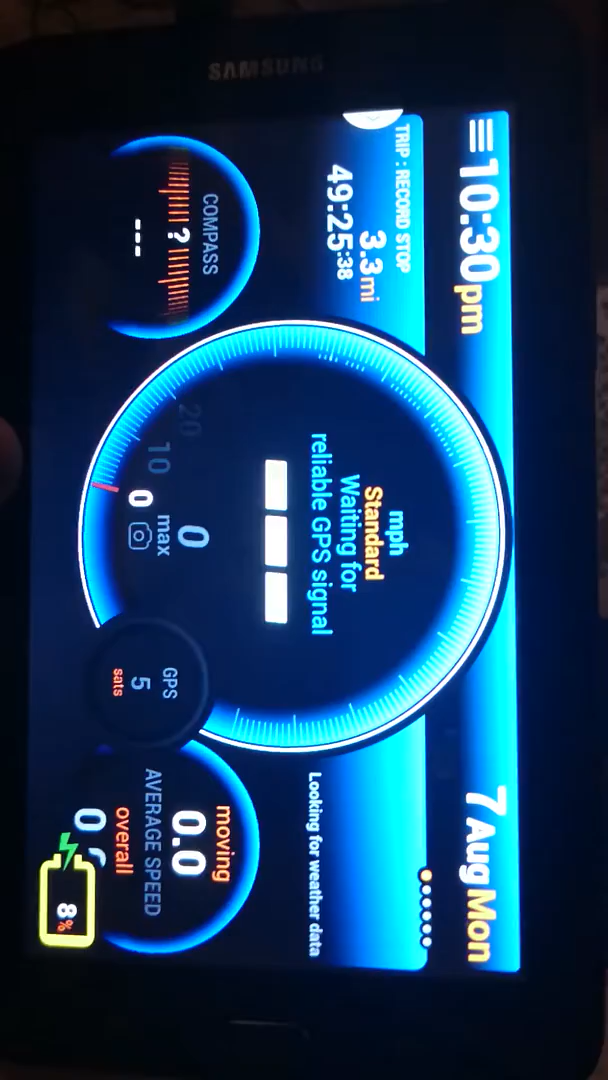 SAMSUNG
10:30pm
7 Aug Mon
TRIP : RECORD STOP
3.3mi
49:25:38
Looking for weather data
mph
Standard
Waiting for
reliable GPS signal
---
COMPASS
?
---
20
10
0
0
max
GPS
5
sats
moving
0.0
AVERAGE SPEED
overall
8%